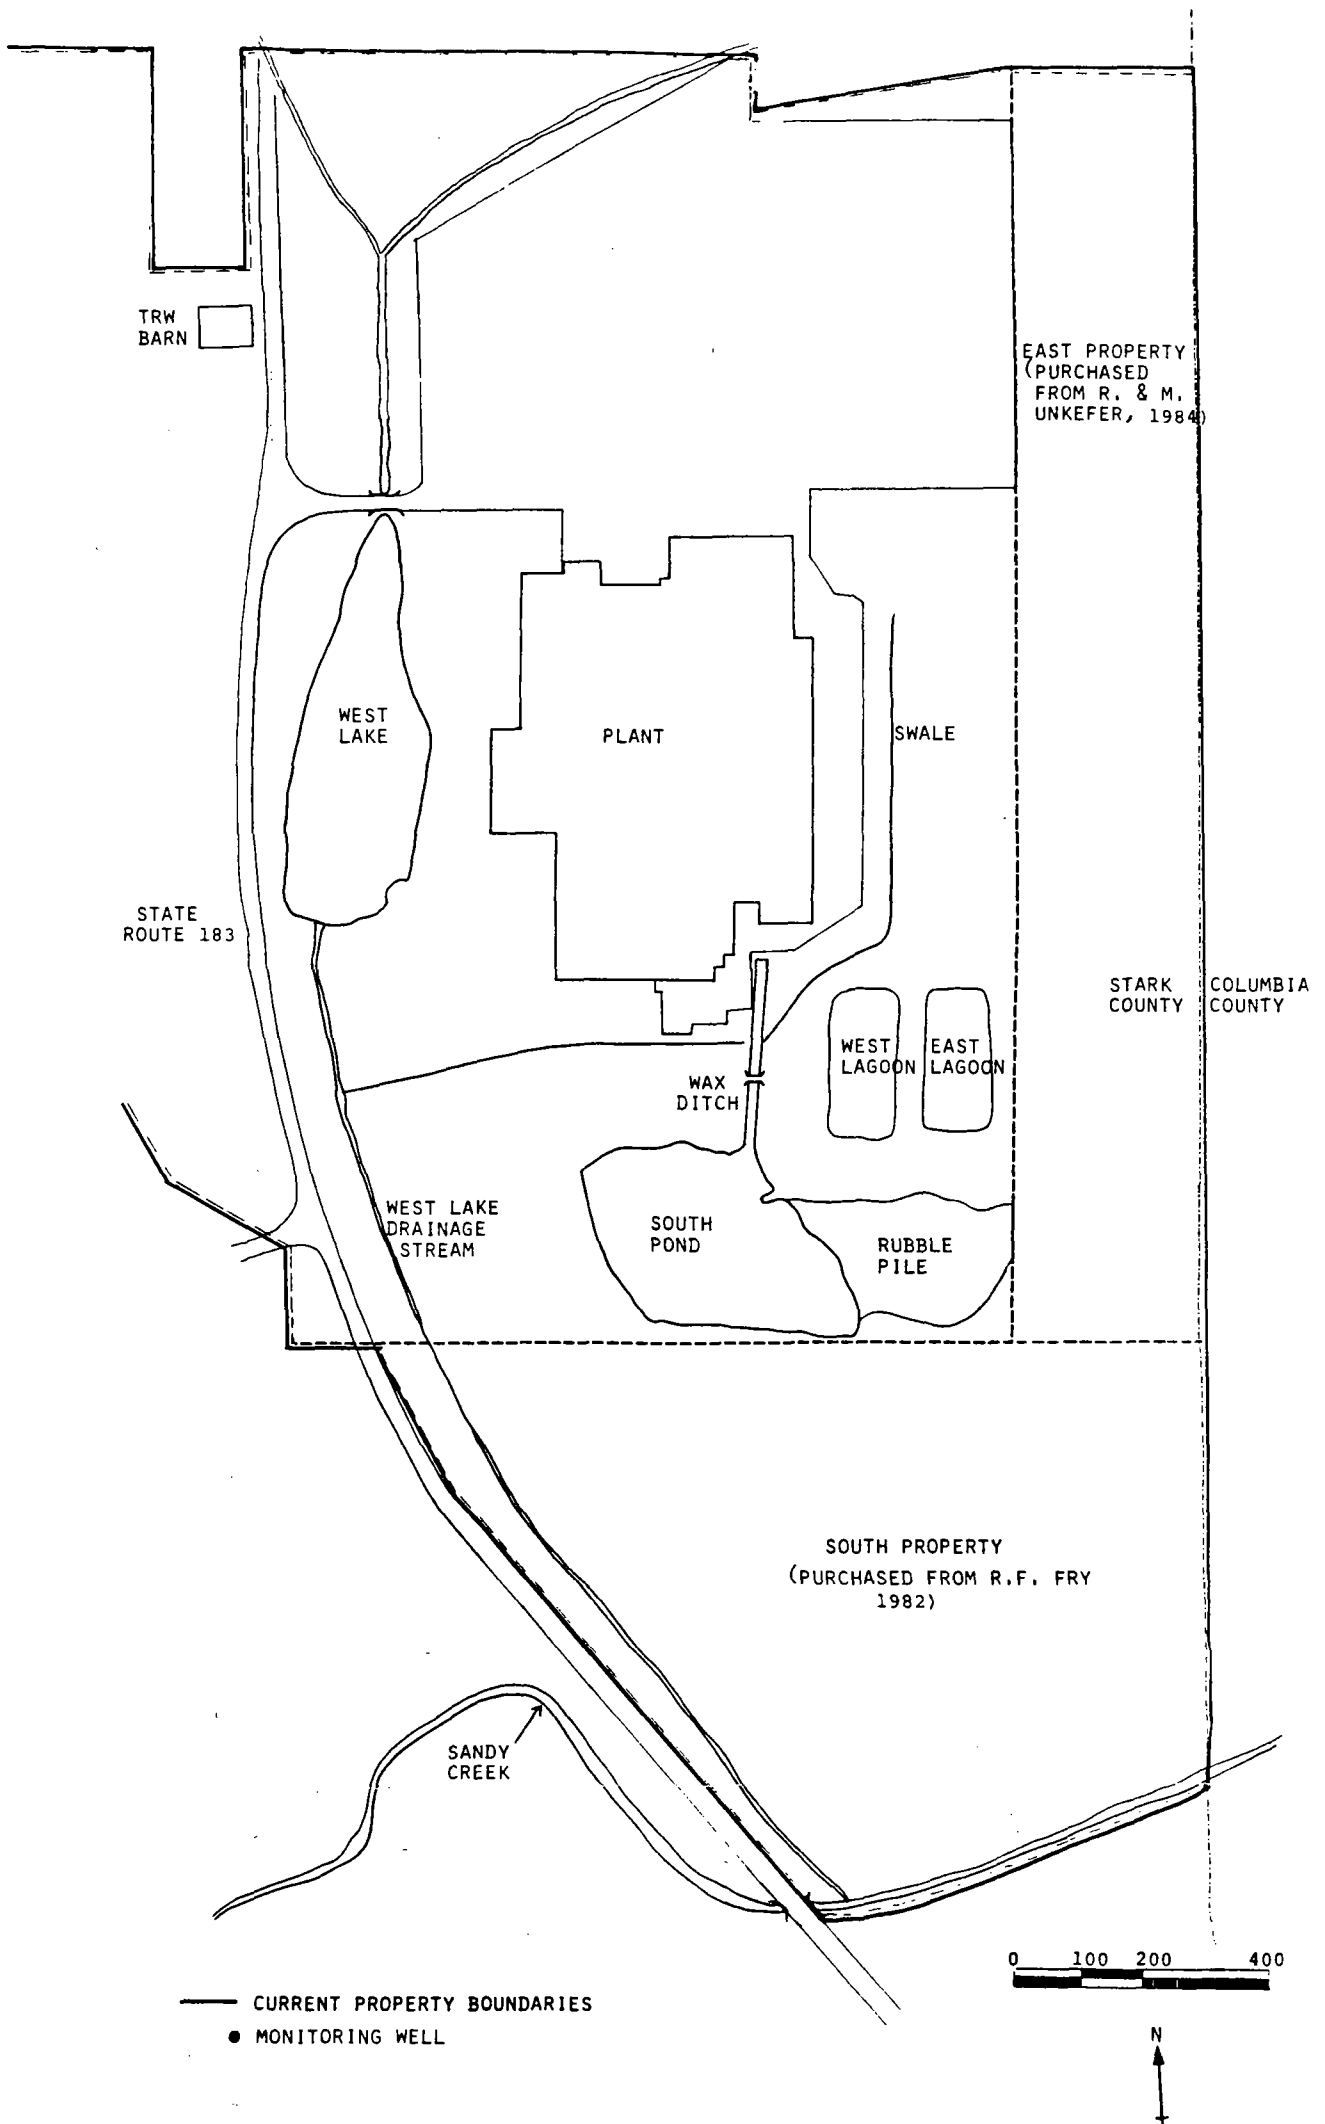 TRW
BARN
EAST PROPERTY
(PURCHASED
FROM R. & M.
UNKEFER, 1984)
WEST
LAKE
PLANT
SWALE
STATE
ROUTE 183
STARK
COUNTY
COLUMBIA
COUNTY
WEST
LAGOON
EAST
LAGOON
WAX
DITCH
WEST LAKE
DRAINAGE
STREAM
SOUTH
POND
RUBBLE
PILE
SOUTH PROPERTY
(PURCHASED FROM R.F. FRY
1982)
SANDY
CREEK
0 100 200 400
CURRENT PROPERTY BOUNDARIES
MONITORING WELL
N